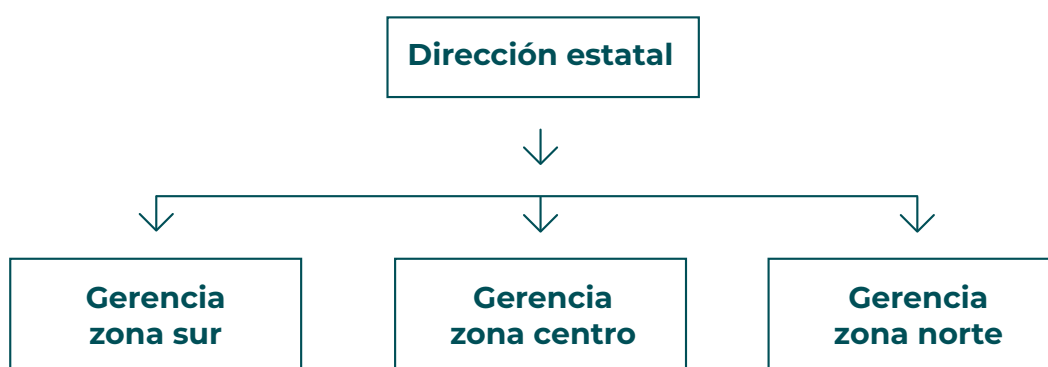 Dirección estatal
Gerencia
zona sur
Gerencia
zona centro
Gerencia
zona norte